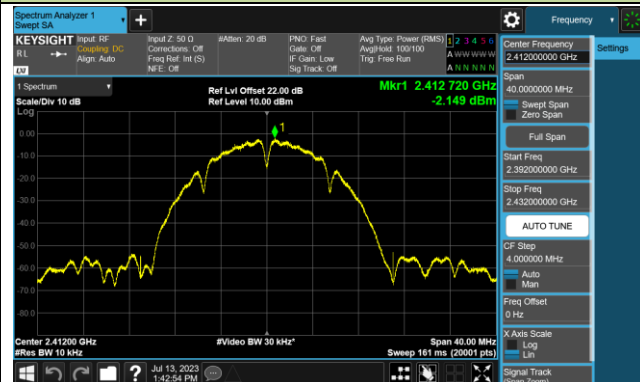 Spectrum Analyzer 1
Swept SA
+
Frequency
KEYSIGHT
Input: RF
Input Z: 50 Ω
#Atten: 20 dB
PNO: Fast
Avg Type: Power (RMS)
1 2 3 4 5 6
RL
Coupling: DC
Corrections: Off
Gate: Off
Avg|Hold: 100/100
A W W W W W
Align: Auto
Freq Ref: Int (S)
IF Gain: Low
Trig: Free Run
NFE: Off
Sig Track: Off
A N N N N N
LXI
1 Spectrum
Ref Lvl Offset 22.00 dB
Mkr1 2.412 720 GHz
Scale/Div 10 dB
Ref Level 10.00 dBm
-2.149 dBm
Log
1
0.00
-10.0
-20.0
-30.0
-40.0
-50.0
-60.0
-70.0
-80.0
Center 2.41200 GHz
#Video BW 30 kHz*
Span 40.00 MHz
#Res BW 10 kHz
Sweep 161 ms (20001 pts)
Jul 13, 2023
1:42:54 PM
?
Center Frequency
2.412000000 GHz
Settings
Span
40.0000000 MHz
Swept Span
Zero Span
Full Span
Start Freq
2.392000000 GHz
Stop Freq
2.432000000 GHz
AUTO TUNE
CF Step
4.000000 MHz
Auto
Man
Freq Offset
0 Hz
X Axis Scale
Log
Lin
Signal Track
(Span Zoom)